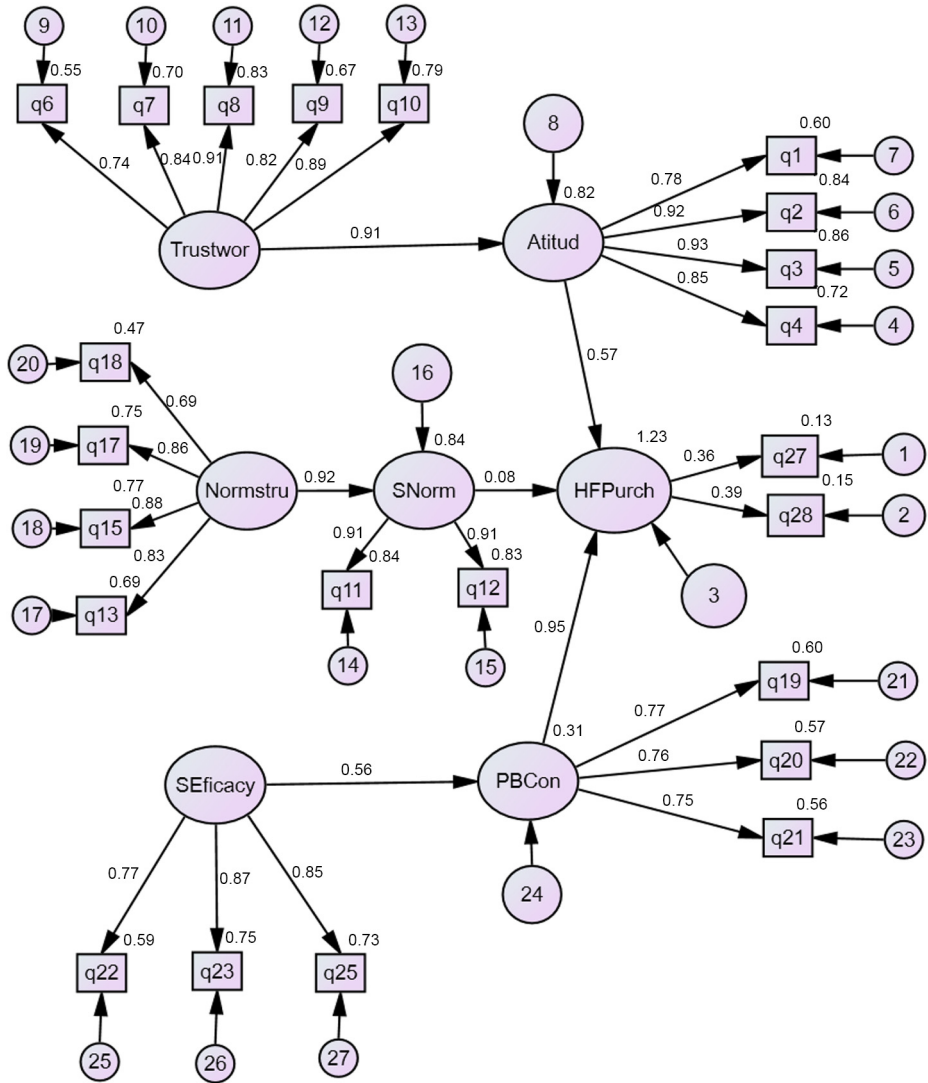 9 10 11 12 13
0.55 0.70 0.83 0.67 0.79
q6 q7 q8 q9 q10
0.74 0.84 0.91 0.82 0.89
Trustwor
0.91
8
0.82
Atitud
0.78 0.92 0.93 0.85
0.60
q1 7
0.84
q2 6
0.86
q3 5
0.72
q4 4
0.57
0.47
20 q18
0.69
0.75
19 q17
0.86
0.77
18 q15
0.88
0.83
0.69
17 q13
Normstru
0.92
16
0.84
SNorm
0.08
0.91 0.84 0.91 0.83
q11 q12
14 15
1.23
HFPurch
0.36
0.13
q27 1
0.39
0.15
q28 2
3
0.95
0.31
SEficacy
0.56
PBCon
24
0.77
0.60
q19 21
0.76
0.57
q20 22
0.75
0.56
q21 23
0.77 0.87 0.85
0.59 0.75 0.73
q22 q23 q25
25 26 27